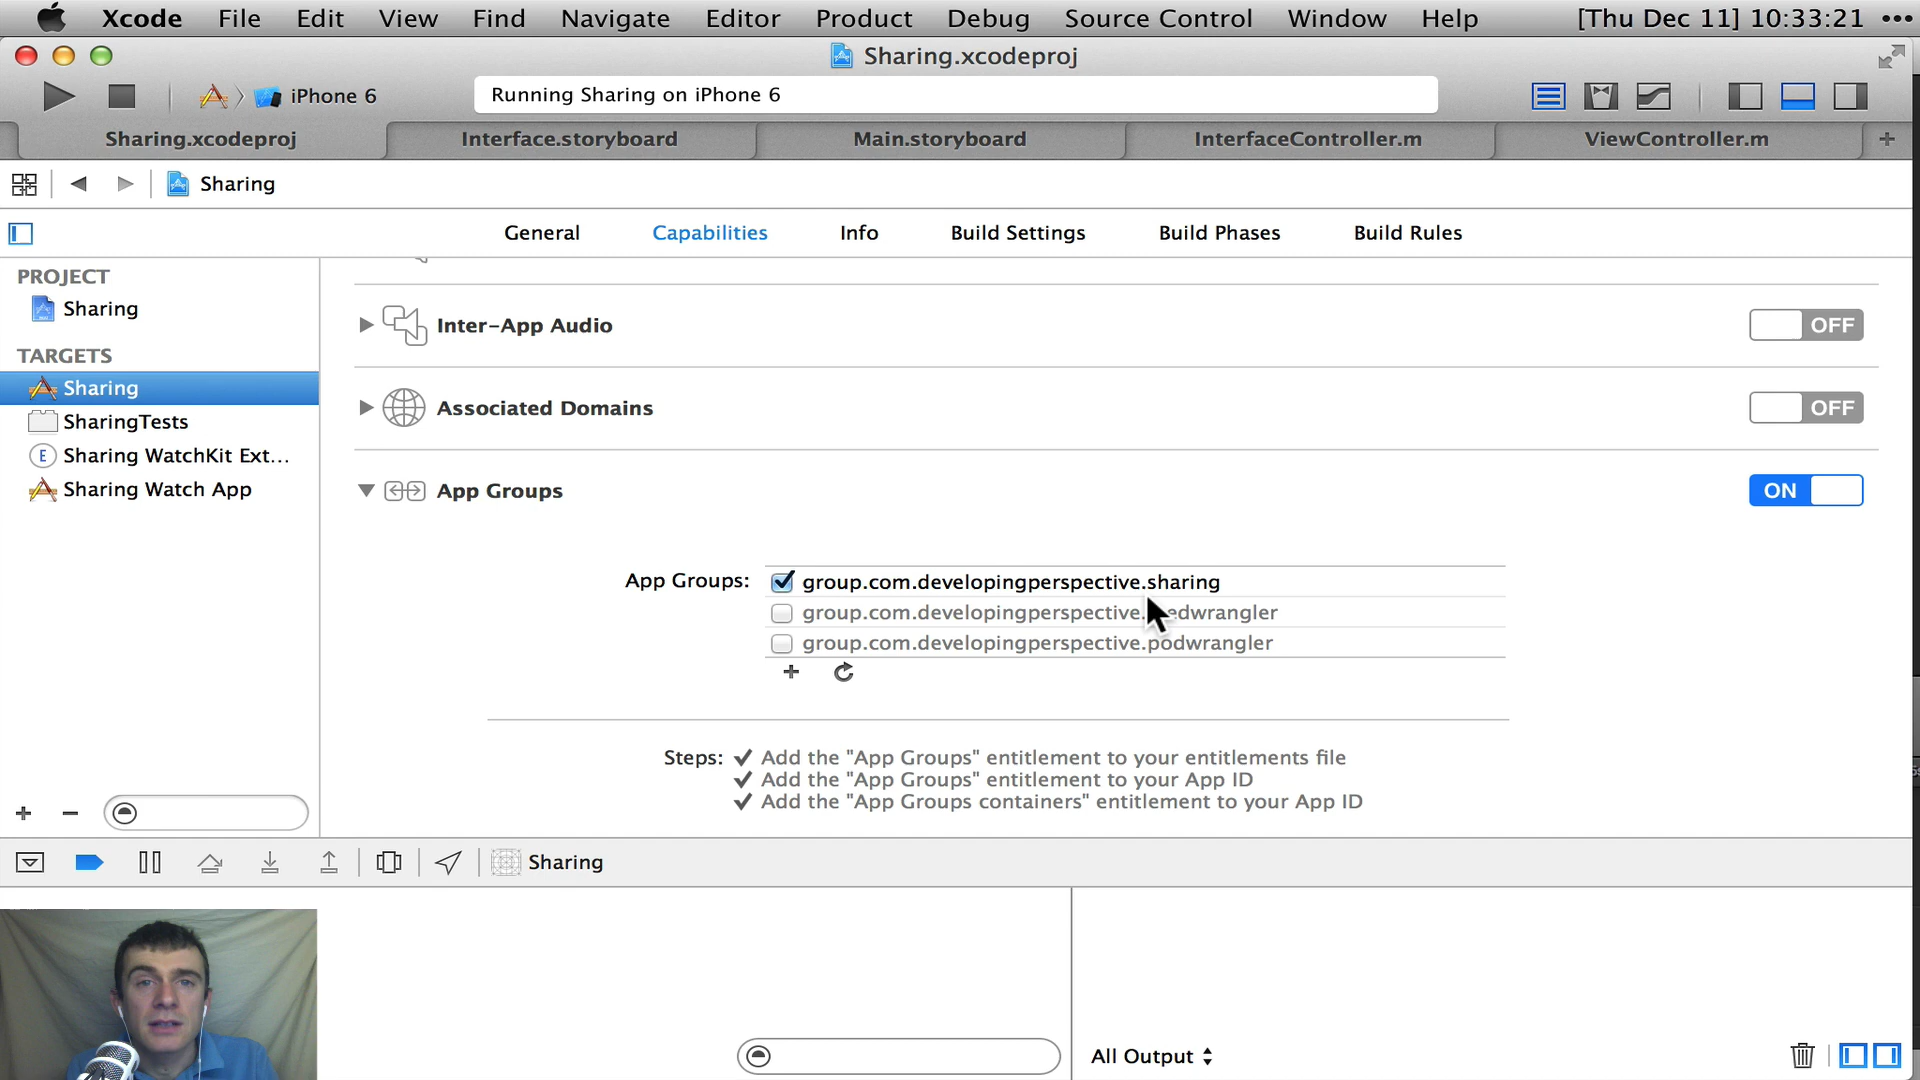 Xcode File Edit View Find Navigate Editor Product Debug Source Control Window Help [Thu Dec 11] 10:33:21
Sharing.xcodeproj
iPhone 6
Running Sharing on iPhone 6
Sharing.xcodeproj Interface.storyboard Main.storyboard InterfaceController.m ViewController.m +
Sharing
General Capabilities Info Build Settings Build Phases Build Rules
PROJECT
Sharing
TARGETS
Sharing
SharingTests
E Sharing WatchKit Ext...
Sharing Watch App
Inter-App Audio OFF
Associated Domains OFF
App Groups ON
App Groups: group.com.developingperspective.sharing
group.com.developingperspective. edwrangler
group.com.developingperspective.podwrangler
Steps: Add the "App Groups" entitlement to your entitlements file
Add the "App Groups" entitlement to your App ID
Add the "App Groups containers" entitlement to your App ID
Sharing
All Output